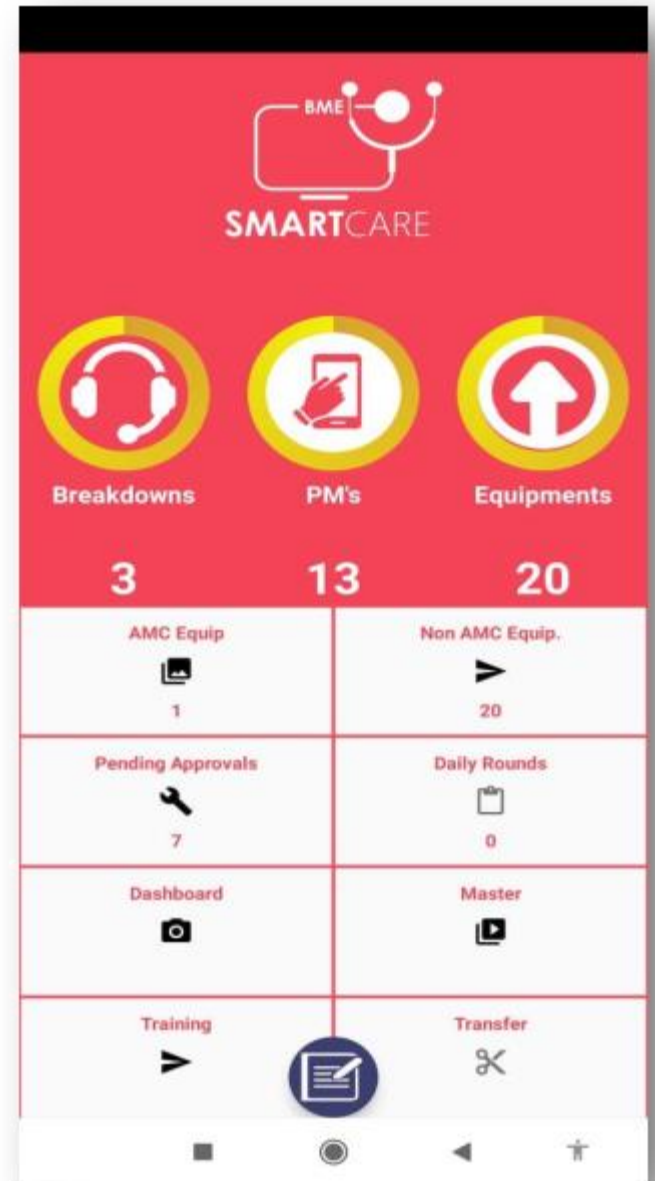 BME
SMARTCARE
Breakdowns PM's Equipments
3 13 20
AMC Equip Non AMC Equip.
1 20
Pending Approvals Daily Rounds
7 0
Dashboard Master
Training Transfer